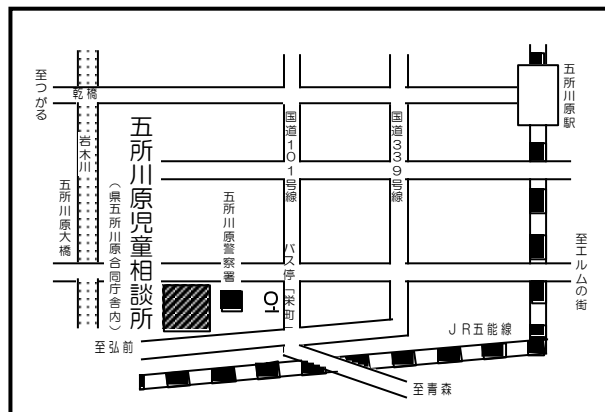 至つがる
乾橋
岩木川
五所川原大橋
（県五所川原合同庁舎内）
五所川原児童相談所
五所川原警察署
国道101号線
バス停「栄町」
国道339号線
五所川原駅
至エルムの街
JR五能線
至弘前
至青森